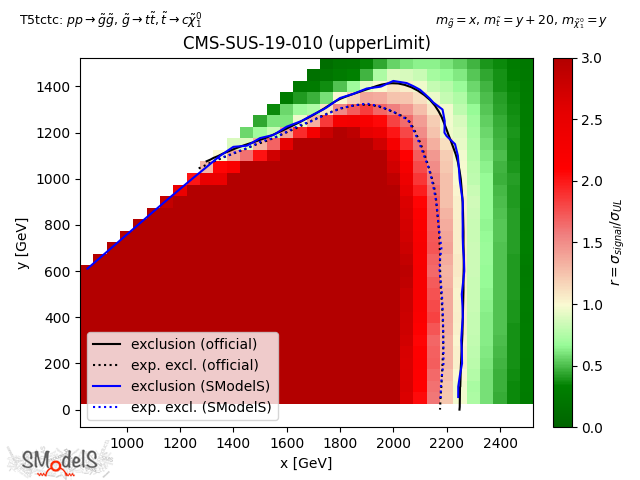 T5tctc: pp → g̃g̃, g̃ → tt̃, t̃ → cχ̃₁⁰
m_g̃ = x, m_t̃ = y + 20, m_χ̃₁⁰ = y
CMS-SUS-19-010 (upperLimit)
y [GeV]
1400
1200
1000
800
600
400
200
0
exclusion (official)
exp. excl. (official)
exclusion (SModelS)
exp. excl. (SModelS)
1000 1200 1400 1600 1800 2000 2200 2400
x [GeV]
3.0
2.5
2.0
1.5
1.0
0.5
0.0
r = σ_signal/σ_UL
SModelS